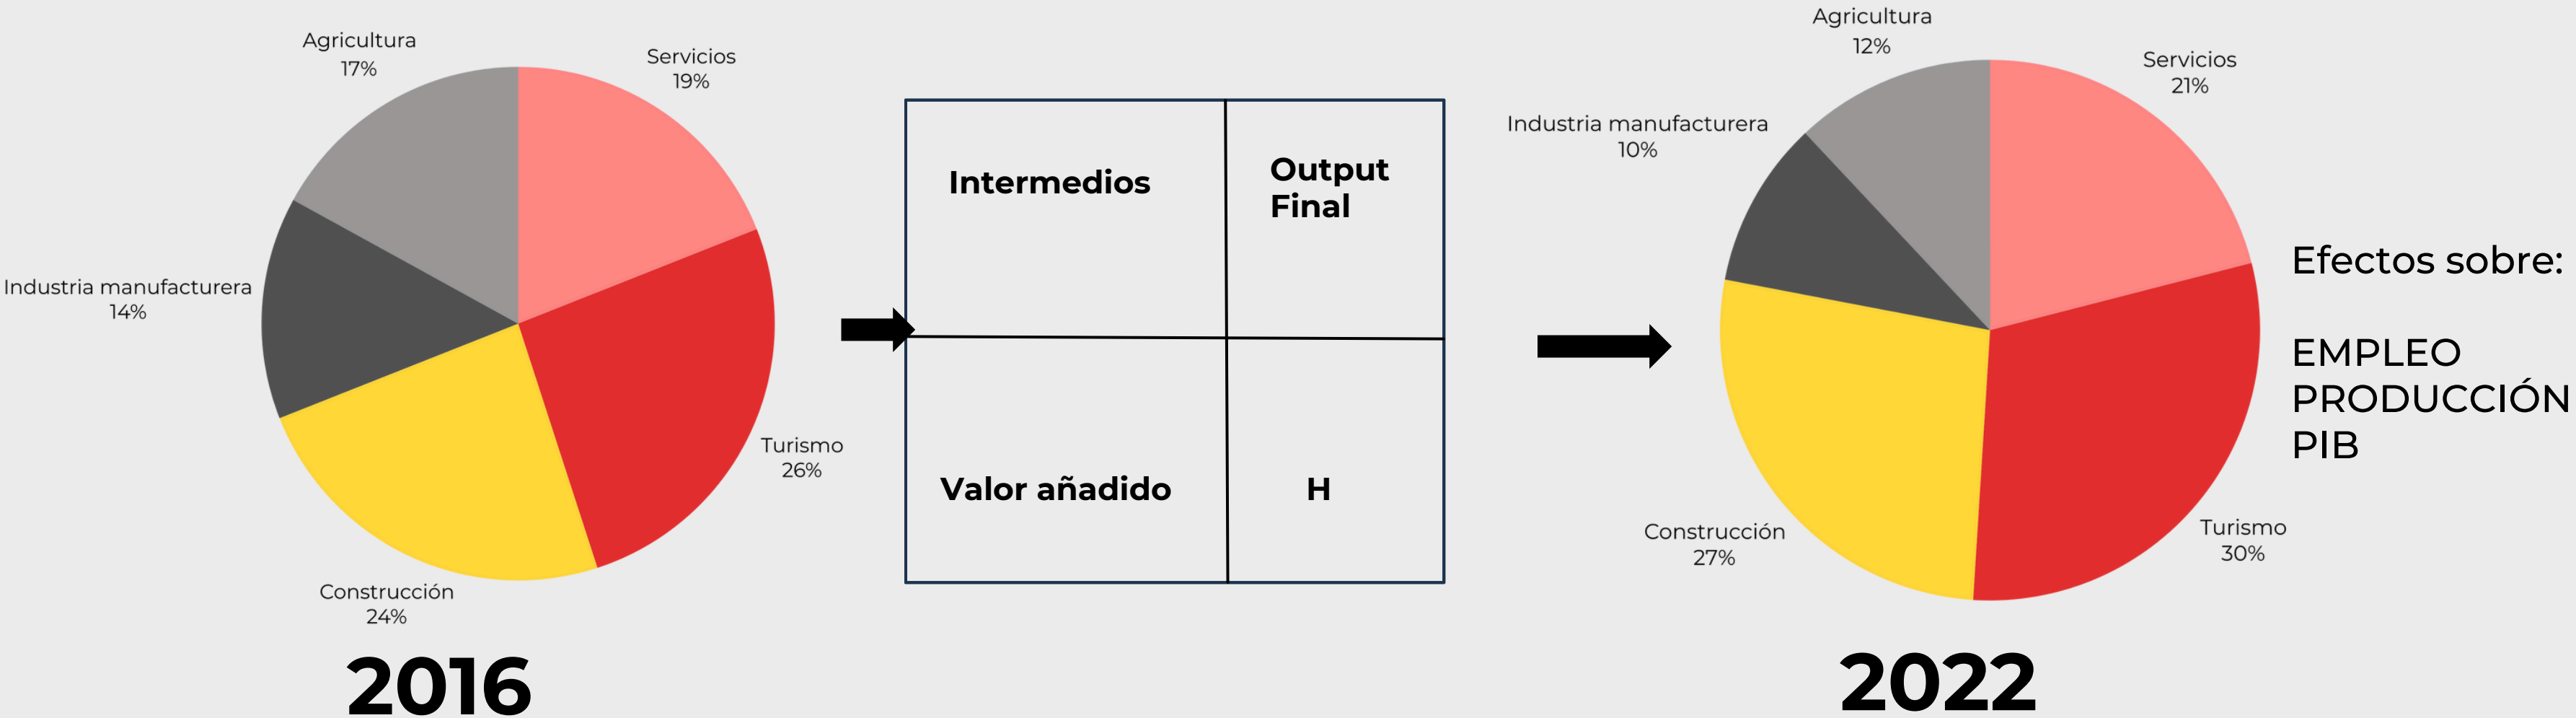 Agricultura
17%
Servicios
19%
Industria manufacturera
14%
Turismo
26%
Construcción
24%
2016
Intermedios
Output
Final
Valor añadido
H
Agricultura
12%
Servicios
21%
Industria manufacturera
10%
Construcción
27%
Turismo
30%
2022
Efectos sobre:
EMPLEO
PRODUCCIÓN
PIB